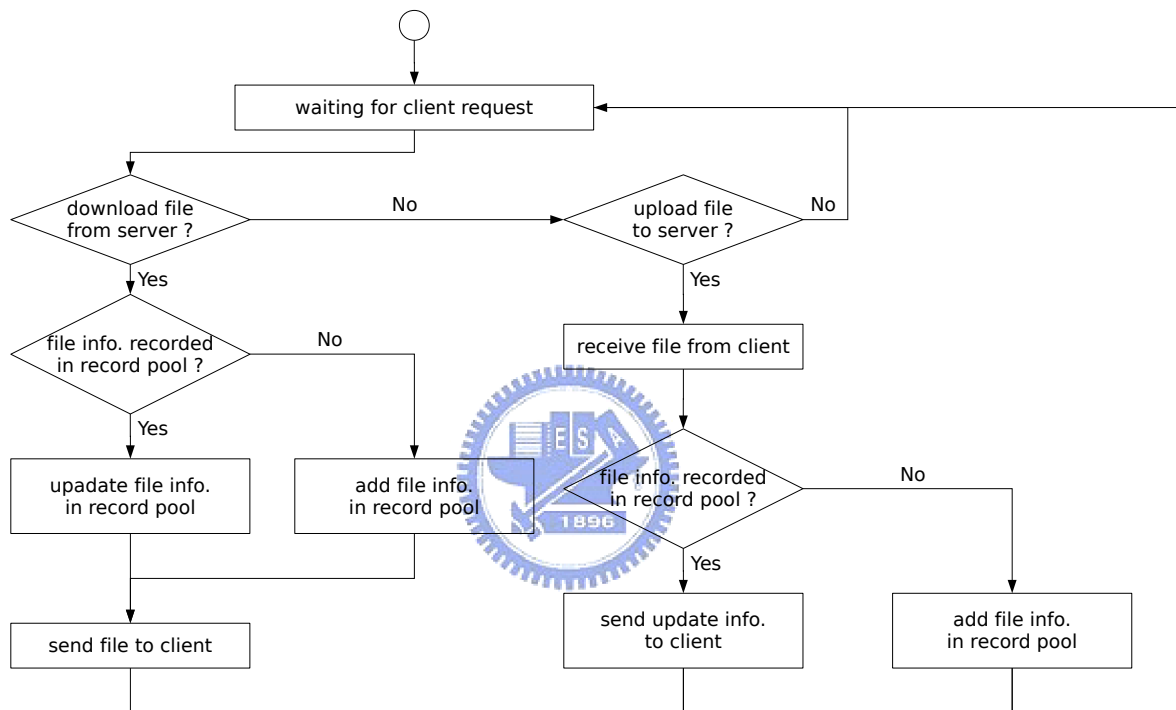 waiting for client request
download file
from server ?
No
upload file
to server ?
No
Yes
Yes
file info. recorded
in record pool ?
No
receive file from client
Yes
upadate file info.
in record pool
add file info.
in record pool
E S A
1896
file info. recorded
in record pool ?
No
Yes
send file to client
send update info.
to client
add file info.
in record pool